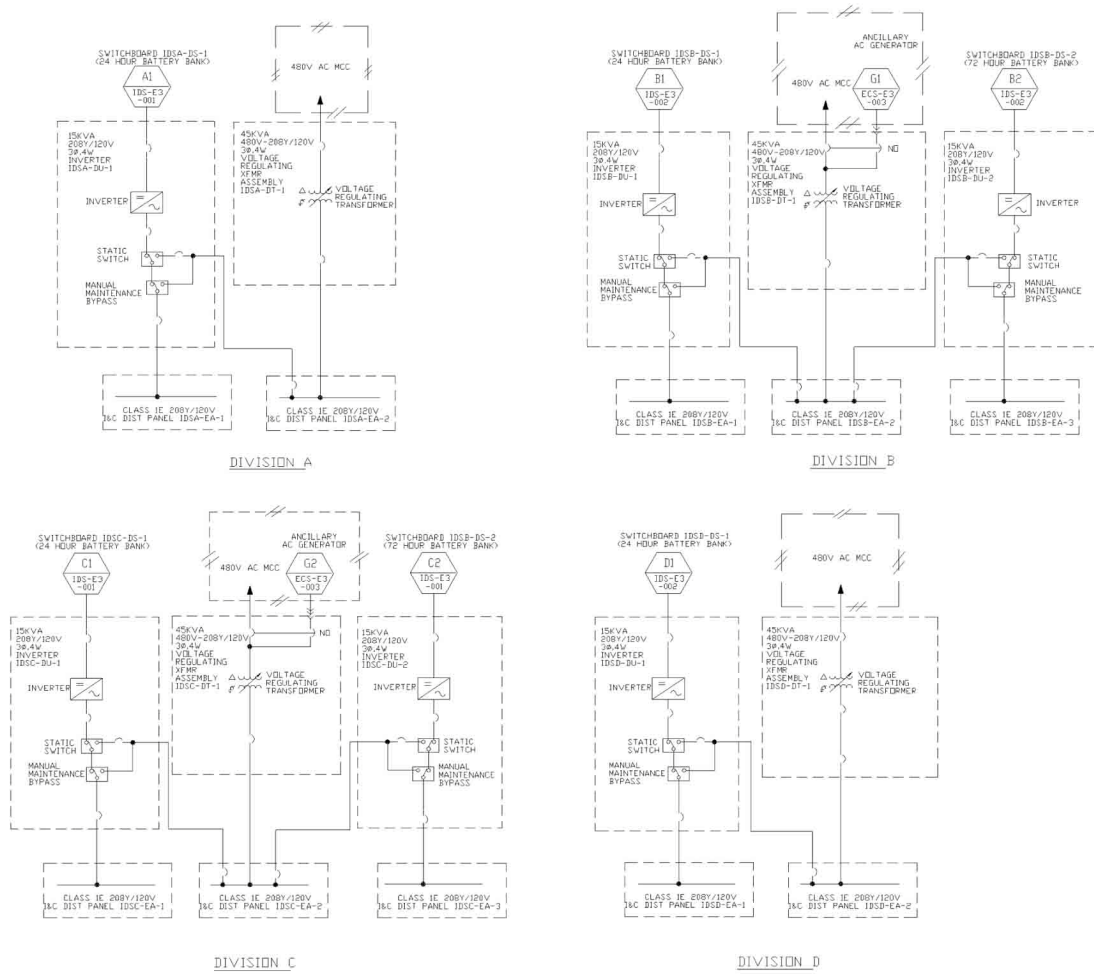 SWITCHBOARD IDSA-DS-1
(24 HOUR BATTERY BANK)
A1
IDS-E3
-001
480V AC MCC
15KVA
208Y/120V
3Ø,4W
INVERTER
IDSA-DU-1
INVERTER
STATIC
SWITCH
MANUAL
MAINTENANCE
BYPASS
45KVA
480V-208Y/120V
3Ø,4W
VOLTAGE
REGULATING
XFMR
ASSEMBLY
IDSA-DT-1
VOLTAGE
REGULATING
TRANSFORMER
CLASS 1E 208Y/120V
I&C DIST PANEL IDSA-EA-1
CLASS 1E 208Y/120V
I&C DIST PANEL IDSA-EA-2
DIVISION A
SWITCHBOARD IDSB-DS-1
(24 HOUR BATTERY BANK)
B1
IDS-E3
-002
ANCILLARY
AC GENERATOR
480V AC MCC
G1
ECS-E3
-003
SWITCHBOARD IDSB-DS-2
(72 HOUR BATTERY BANK)
B2
IDS-E3
-002
15KVA
208Y/120V
3Ø,4W
INVERTER
IDSB-DU-1
INVERTER
STATIC
SWITCH
MANUAL
MAINTENANCE
BYPASS
45KVA
480V-208Y/120V
3Ø,4W
VOLTAGE
REGULATING
XFMR
ASSEMBLY
IDSB-DT-1
NO
VOLTAGE
REGULATING
TRANSFORMER
15KVA
208Y/120V
3Ø,4W
INVERTER
IDSB-DU-2
INVERTER
STATIC
SWITCH
MANUAL
MAINTENANCE
BYPASS
CLASS 1E 208Y/120V
I&C DIST PANEL IDSB-EA-1
CLASS 1E 208Y/120V
I&C DIST PANEL IDSB-EA-2
CLASS 1E 208Y/120V
I&C DIST PANEL IDSB-EA-3
DIVISION B
SWITCHBOARD IDSC-DS-1
(24 HOUR BATTERY BANK)
C1
IDS-E3
-001
ANCILLARY
AC GENERATOR
480V AC MCC
G2
ECS-E3
-003
SWITCHBOARD IDSB-DS-2
(72 HOUR BATTERY BANK)
C2
IDS-E3
-001
15KVA
208Y/120V
3Ø,4W
INVERTER
IDSC-DU-1
INVERTER
STATIC
SWITCH
MANUAL
MAINTENANCE
BYPASS
45KVA
480V-208Y/120V
3Ø,4W
VOLTAGE
REGULATING
XFMR
ASSEMBLY
IDSC-DT-1
NO
VOLTAGE
REGULATING
TRANSFORMER
15KVA
208Y/120V
3Ø,4W
INVERTER
IDSC-DU-2
INVERTER
STATIC
SWITCH
MANUAL
MAINTENANCE
BYPASS
CLASS 1E 208Y/120V
I&C DIST PANEL IDSC-EA-1
CLASS 1E 208Y/120V
I&C DIST PANEL IDSC-EA-2
CLASS 1E 208Y/120V
I&C DIST PANEL IDSC-EA-3
DIVISION C
SWITCHBOARD IDSD-DS-1
(24 HOUR BATTERY BANK)
D1
IDS-E3
-002
480V AC MCC
15KVA
208Y/120V
3Ø,4W
INVERTER
IDSD-DU-1
INVERTER
STATIC
SWITCH
MANUAL
MAINTENANCE
BYPASS
45KVA
480V-208Y/120V
3Ø,4W
VOLTAGE
REGULATING
XFMR
ASSEMBLY
IDSD-DT-1
VOLTAGE
REGULATING
TRANSFORMER
CLASS 1E 208Y/120V
I&C DIST PANEL IDSD-EA-1
CLASS 1E 208Y/120V
I&C DIST PANEL IDSD-EA-2
DIVISION D